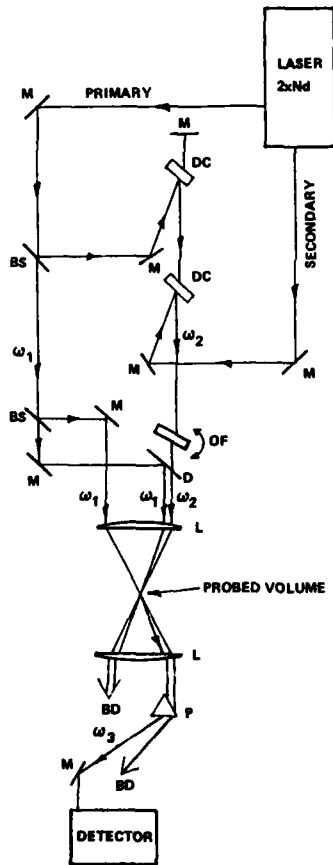 LASER
2xNd
PRIMARY
M
M
DC
SECONDARY
BS
M
DC
ω1
ω2
M
M
BS
M
OF
M
D
ω1
ω1
ω2
L
PROBED VOLUME
L
BD
P
ω3
M
BD
DETECTOR